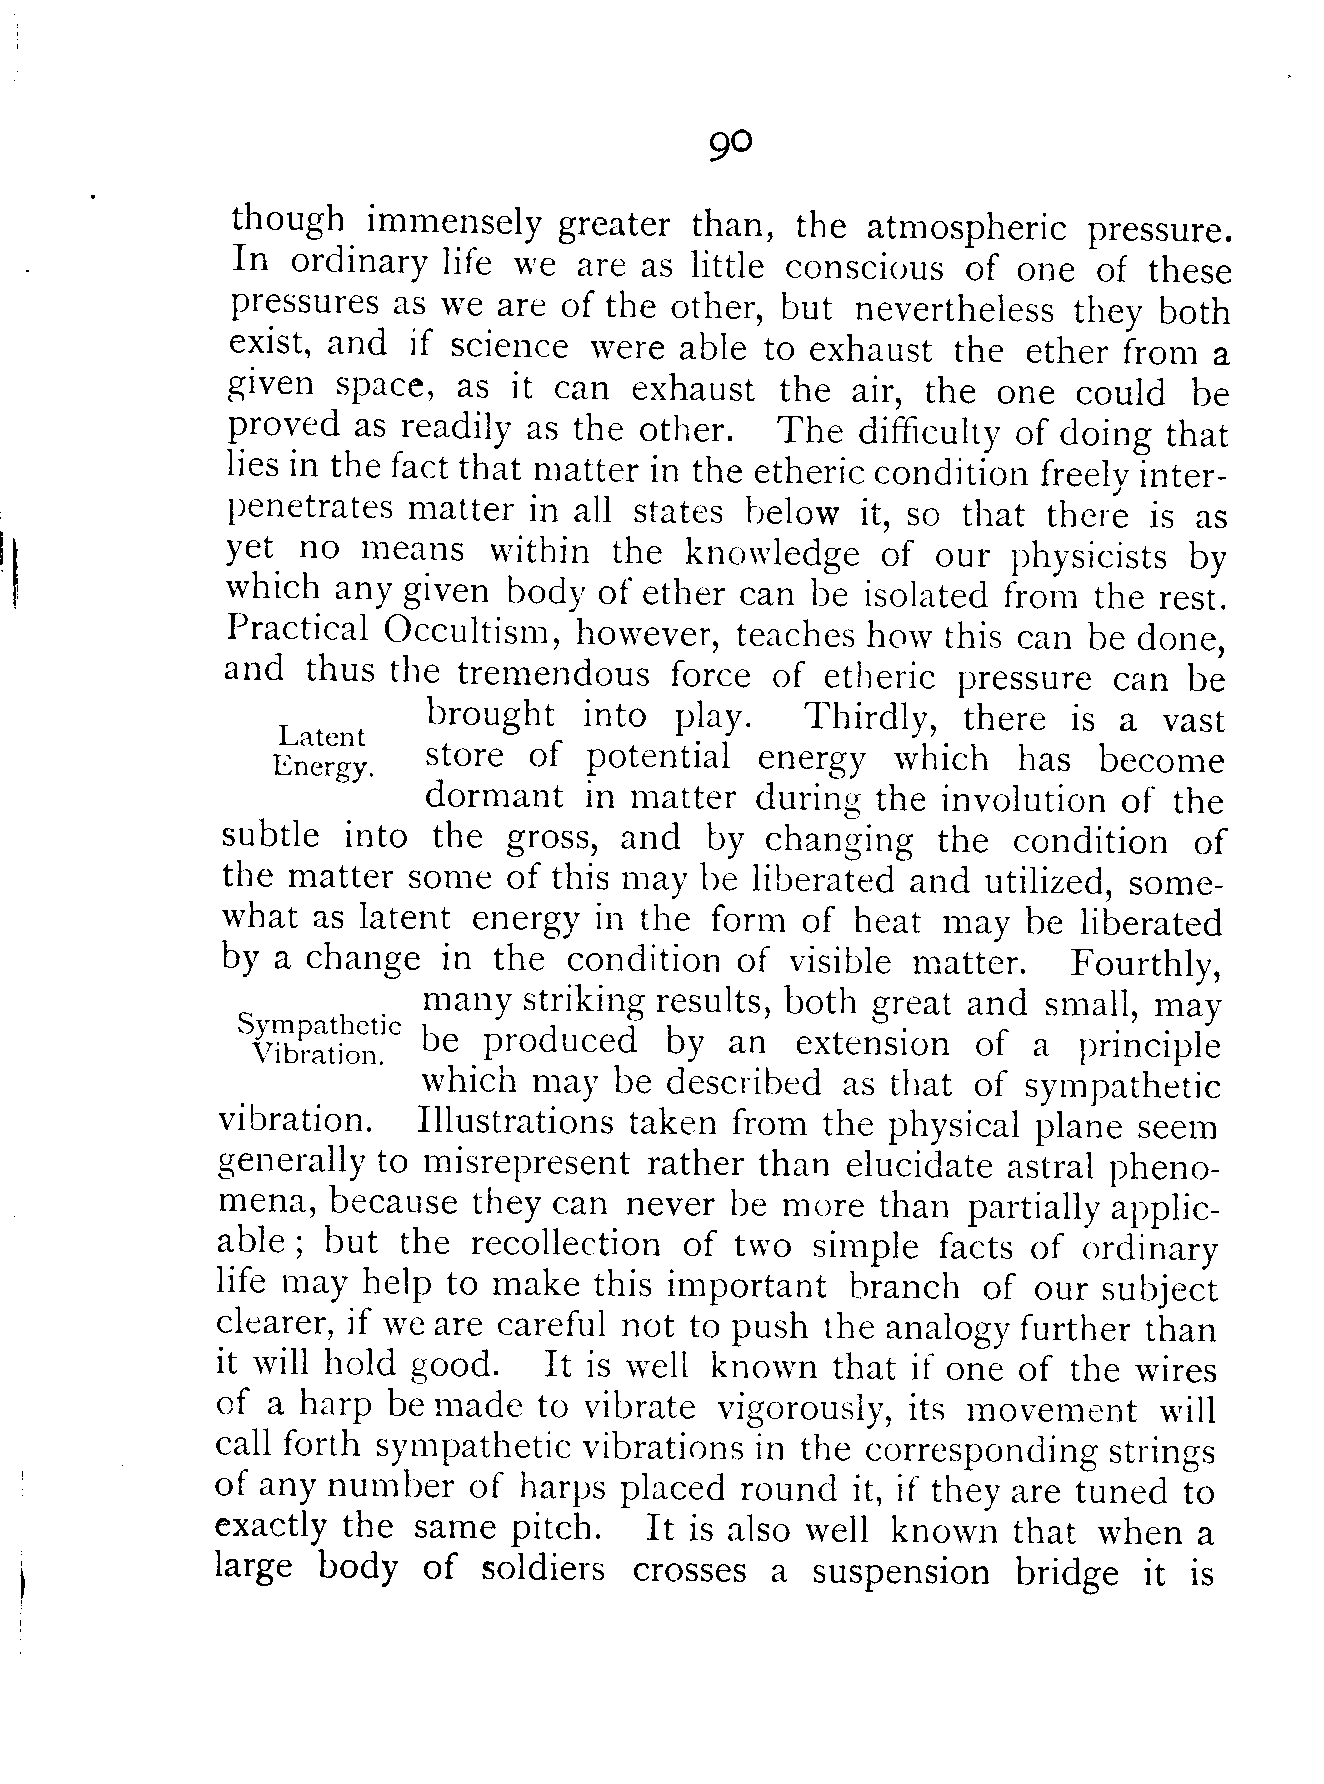 90
though immensely greater than, the atmospheric pressure.
In ordinary life we are as little conscious of one of these
pressures as we are of the other, but nevertheless they both
exist, and if science were able to exhaust the ether from a
given space, as it can exhaust the air, the one could be
proved as readily as the other. The difficulty of doing that
lies in the fact that matter in the etheric condition freely inter-
penetrates matter in all states below it, so that there is as
yet no means within the knowledge of our physicists by
which any given body of ether can be isolated from the rest.
Practical Occultism, however, teaches how this can be done,
and thus the tremendous force of etheric pressure can be
brought into play. Thirdly, there is a vast
Latent
Energy.
store of potential energy which has become
dormant in matter during the involution of the
subtle into the gross, and by changing the condition of
the matter some of this may be liberated and utilized, some-
what as latent energy in the form of heat may be liberated
by a change in the condition of visible matter. Fourthly,
many striking results, both great and small, may
Sympathetic
Vibration.
be produced by an extension of a principle
which may be described as that of sympathetic
vibration. Illustrations taken from the physical plane seem
generally to misrepresent rather than elucidate astral pheno-
mena, because they can never be more than partially applic-
able ; but the recollection of two simple facts of ordinary
life may help to make this important branch of our subject
clearer, if we are careful not to push the analogy further than
it will hold good. It is well known that if one of the wires
of a harp be made to vibrate vigorously, its movement will
call forth sympathetic vibrations in the corresponding strings
of any number of harps placed round it, if they are tuned to
exactly the same pitch. It is also well known that when a
large body of soldiers crosses a suspension bridge it is